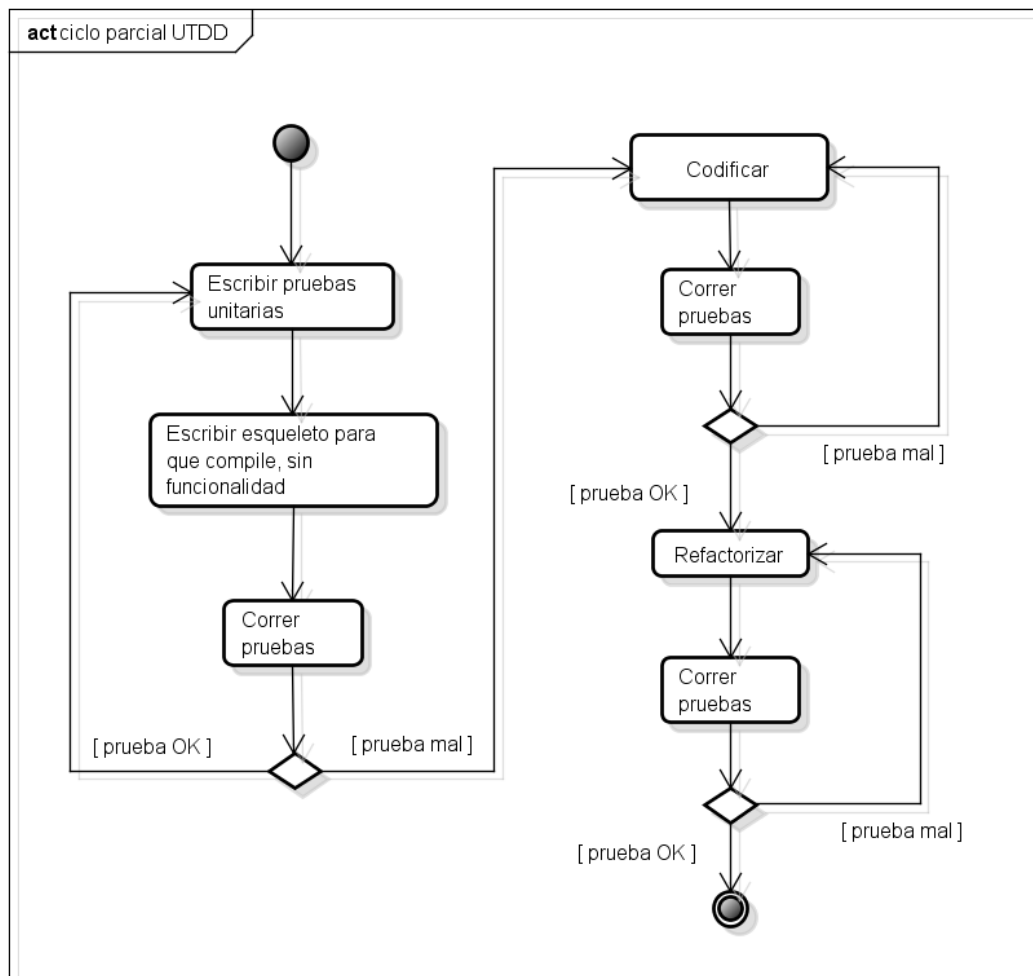 act ciclo parcial UTDD
Escribir pruebas
unitarias
Escribir esqueleto para
que compile, sin
funcionalidad
Correr
pruebas
[ prueba OK ]
[ prueba mal ]
Codificar
Correr
pruebas
[ prueba mal ]
[ prueba OK ]
Refactorizar
Correr
pruebas
[ prueba mal ]
[ prueba OK ]